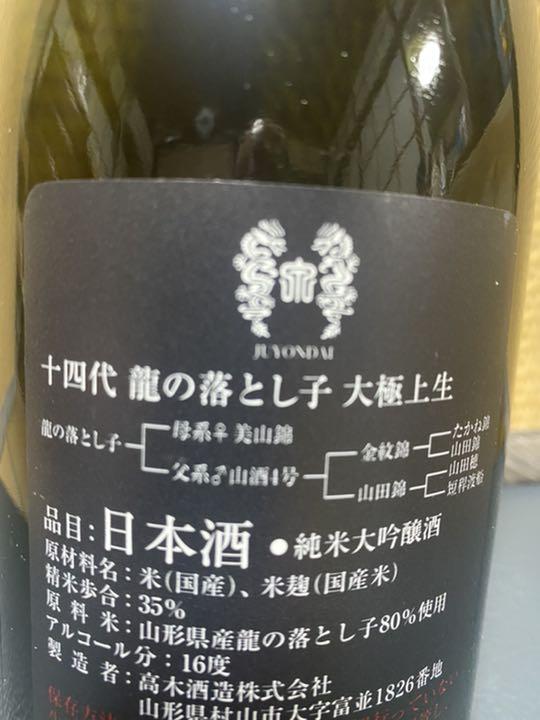 JUYONDAI
十四代 龍の落とし子 大極上生
龍の落とし子
母系♀美山錦
父系♂山酒4号
金紋錦
たかね錦
山田錦
山田錦
山田穂
短稈渡船
品目:日本酒 ●純米大吟醸酒
原材料名:米(国産)、米麹(国産米)
精米歩合:35%
原料米:山形県産龍の落とし子80%使用
アルコール分:16度
製造者:高木酒造株式会社
山形県村山市大字富並1826番地
保存方法